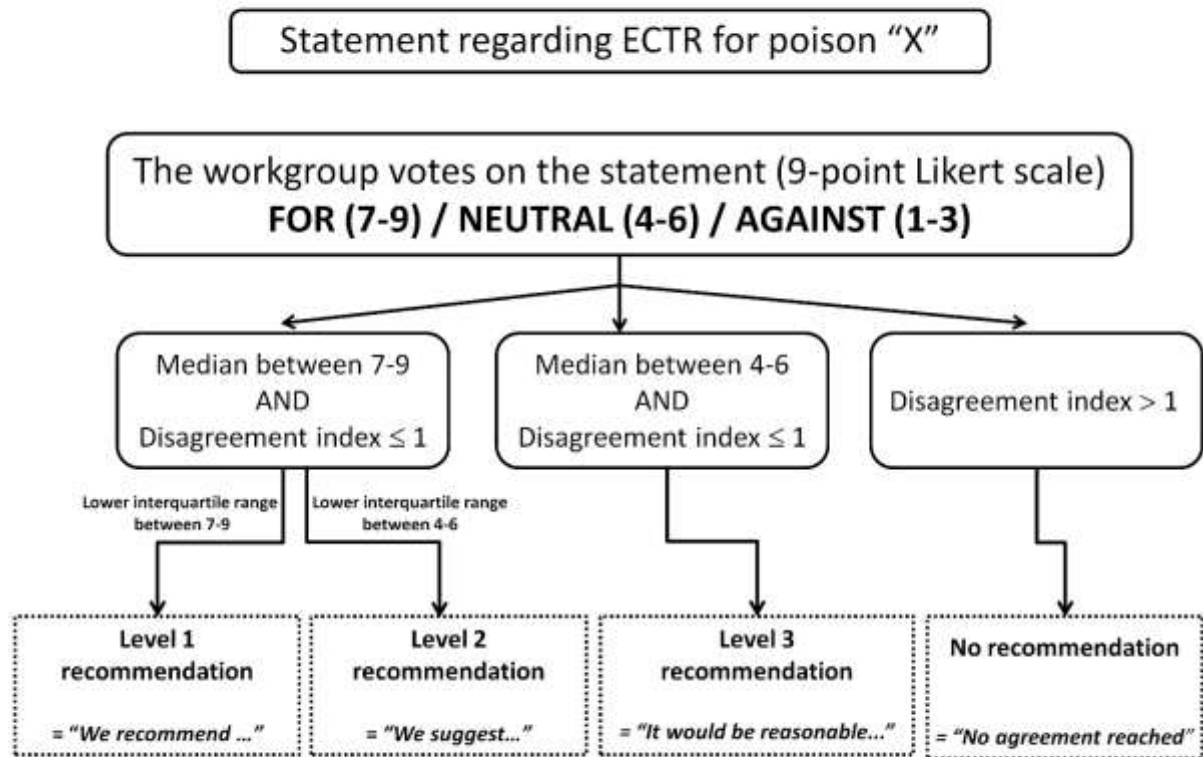 Statement regarding ECTR for poison “X”
The workgroup votes on the statement (9-point Likert scale)
FOR (7-9) / NEUTRAL (4-6) / AGAINST (1-3)
Median between 7-9
AND
Disagreement index ≤ 1
Median between 4-6
AND
Disagreement index ≤ 1
Disagreement index > 1
Lower interquartile range
between 7-9
Lower interquartile range
between 4-6
Level 1
recommendation
= “We recommend ...”
Level 2
recommendation
= “We suggest...”
Level 3
recommendation
= “It would be reasonable...”
No recommendation
= “No agreement reached”